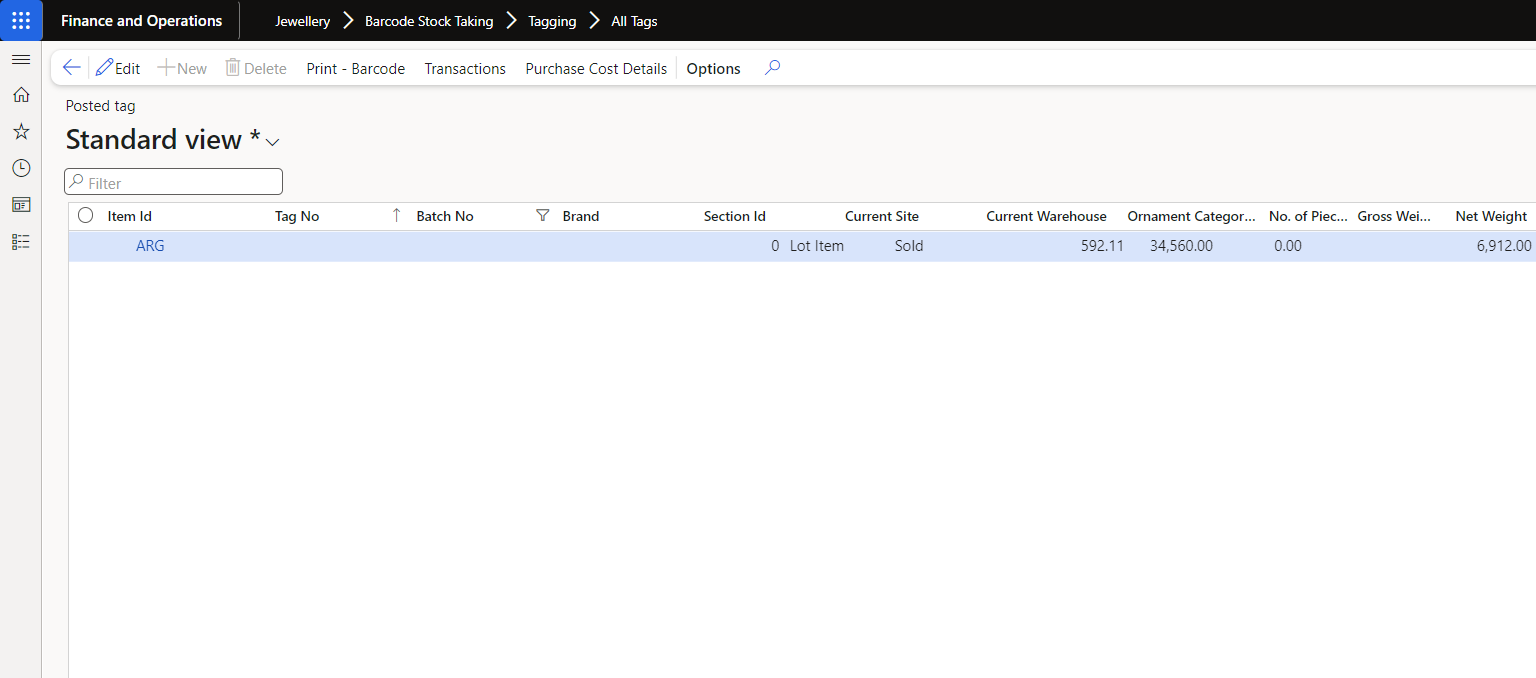 Finance and Operations Jewellery Barcode Stock Taking Tagging All Tags
Edit New Delete Print - Barcode Transactions Purchase Cost Details Options
Posted tag
Standard view *
Filter
Item Id Tag No Batch No Brand Section Id Current Site Current Warehouse Ornament Categor... No. of Piec... Gross Wei... Net Weight
ARG 0 Lot Item Sold 592.11 34,560.00 0.00 6,912.00